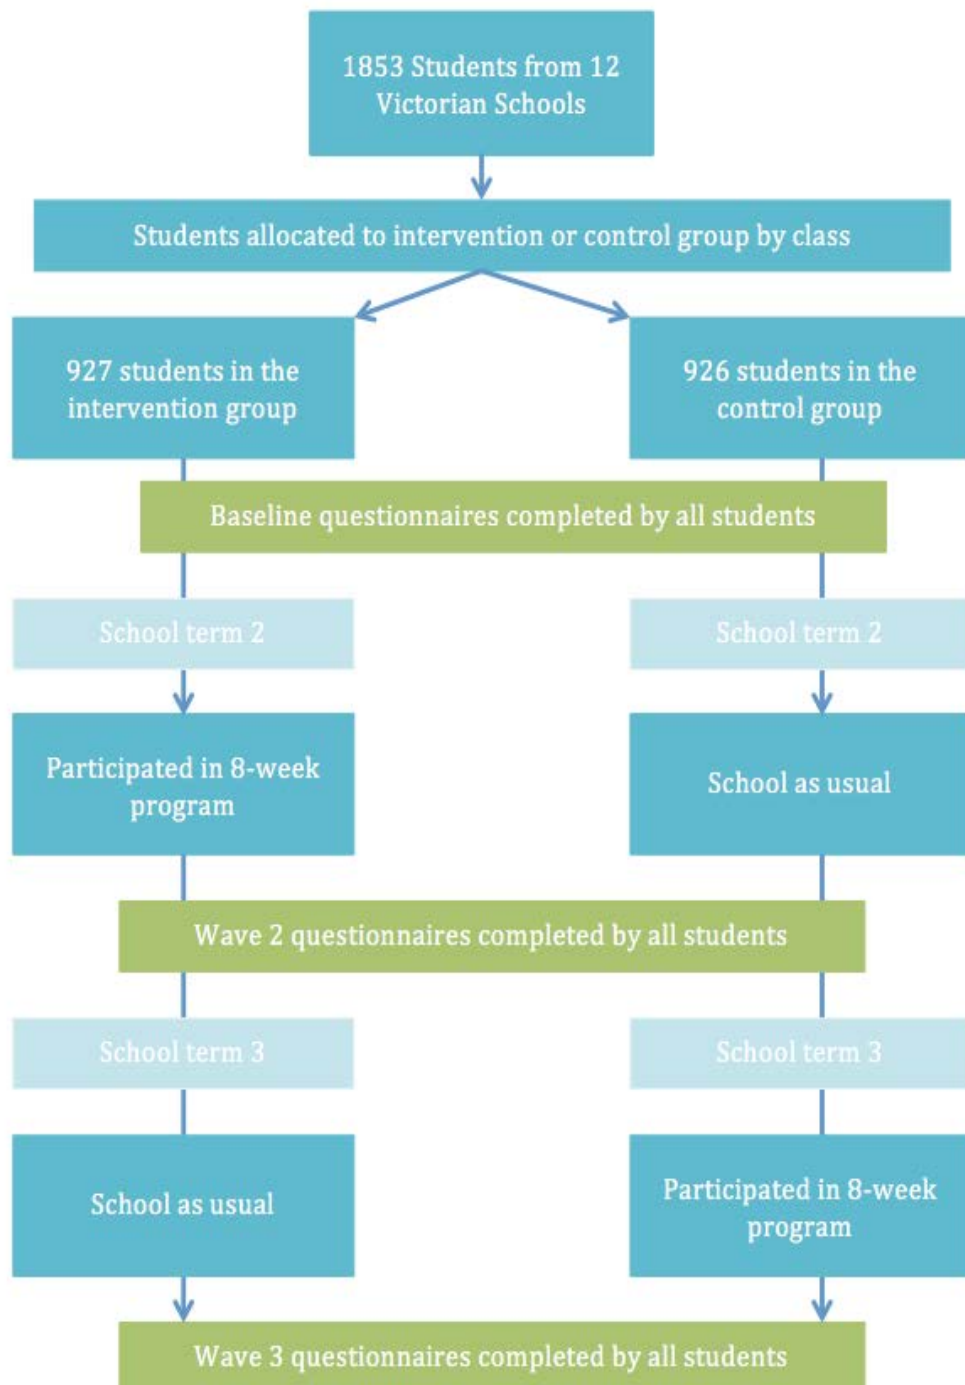 1853 Students from 12
Victorian Schools
Students allocated to intervention or control group by class
927 students in the
intervention group
926 students in the
control group
Baseline questionnaires completed by all students
School term 2
School term 2
Participated in 8-week
program
School as usual
Wave 2 questionnaires completed by all students
School term 3
School term 3
School as usual
Participated in 8-week
program
Wave 3 questionnaires completed by all students